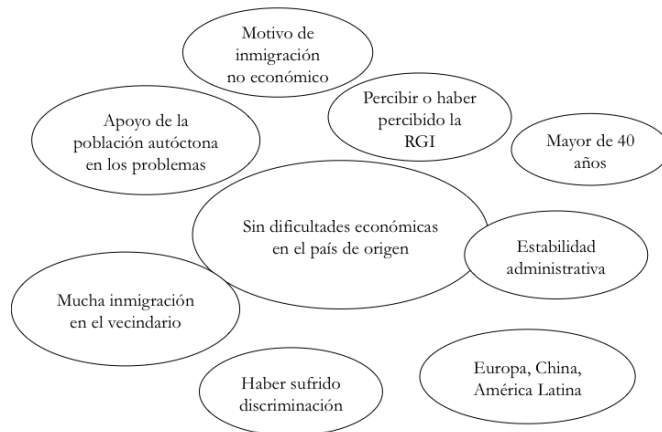 Motivo de
inmigración
no económico
Percibir o haber
percibido la
RGI
Apoyo de la
población autóctona
en los problemas
Mayor de 40
años
Sin dificultades económicas
en el país de origen
Estabilidad
administrativa
Mucha inmigración
en el vecindario
Europa, China,
América Latina
Haber sufrido
discriminación